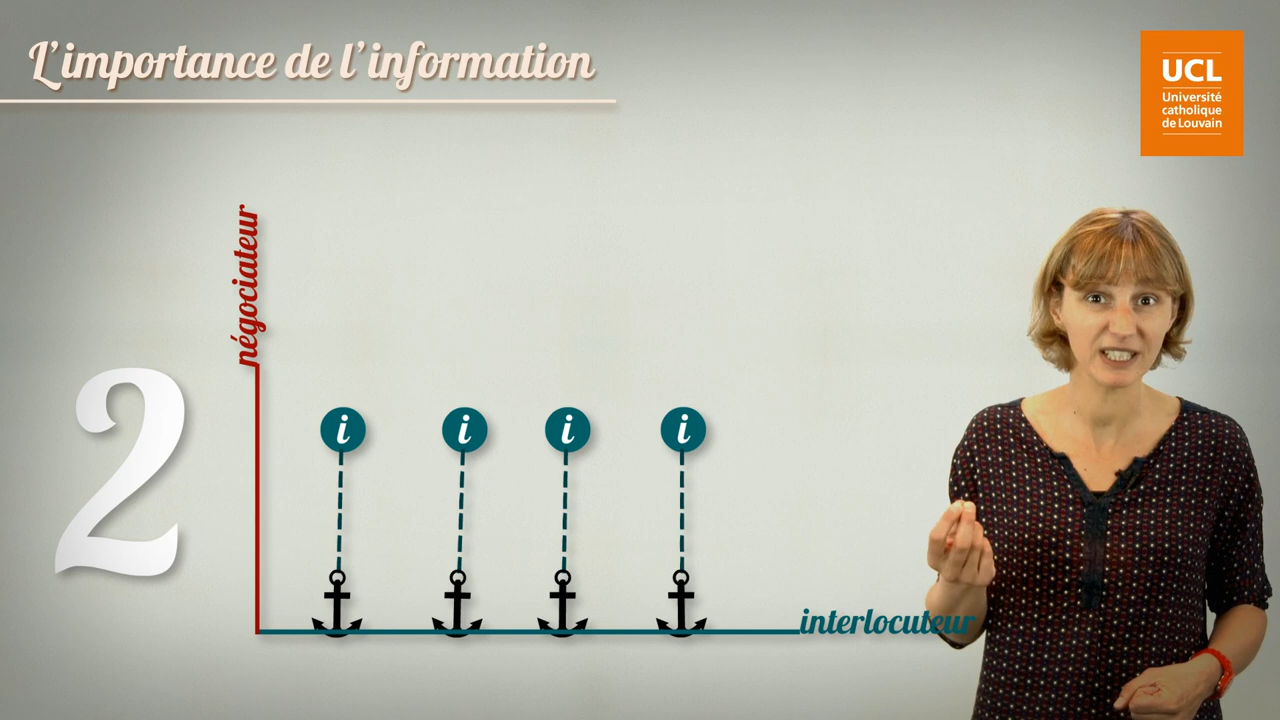 L'importance de l'information
UCL
Université
catholique
de Louvain
négociateur
2
i i i i
interlocuteur